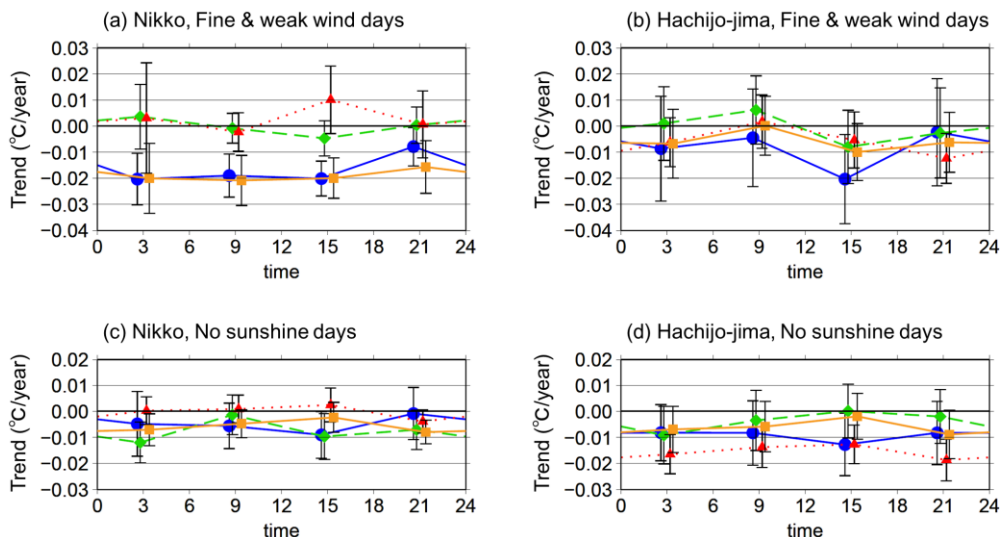 (a) Nikko, Fine & weak wind days
0.03
0.02
0.01
0.00
−0.01
−0.02
−0.03
−0.04
Trend (°C/year)
0 3 6 9 12 15 18 21 24
time
(b) Hachijo-jima, Fine & weak wind days
0.03
0.02
0.01
0.00
−0.01
−0.02
−0.03
−0.04
Trend (°C/year)
0 3 6 9 12 15 18 21 24
time
(c) Nikko, No sunshine days
0.02
0.01
0.00
−0.01
−0.02
−0.03
Trend (°C/year)
0 3 6 9 12 15 18 21 24
time
(d) Hachijo-jima, No sunshine days
0.02
0.01
0.00
−0.01
−0.02
−0.03
Trend (°C/year)
0 3 6 9 12 15 18 21 24
time